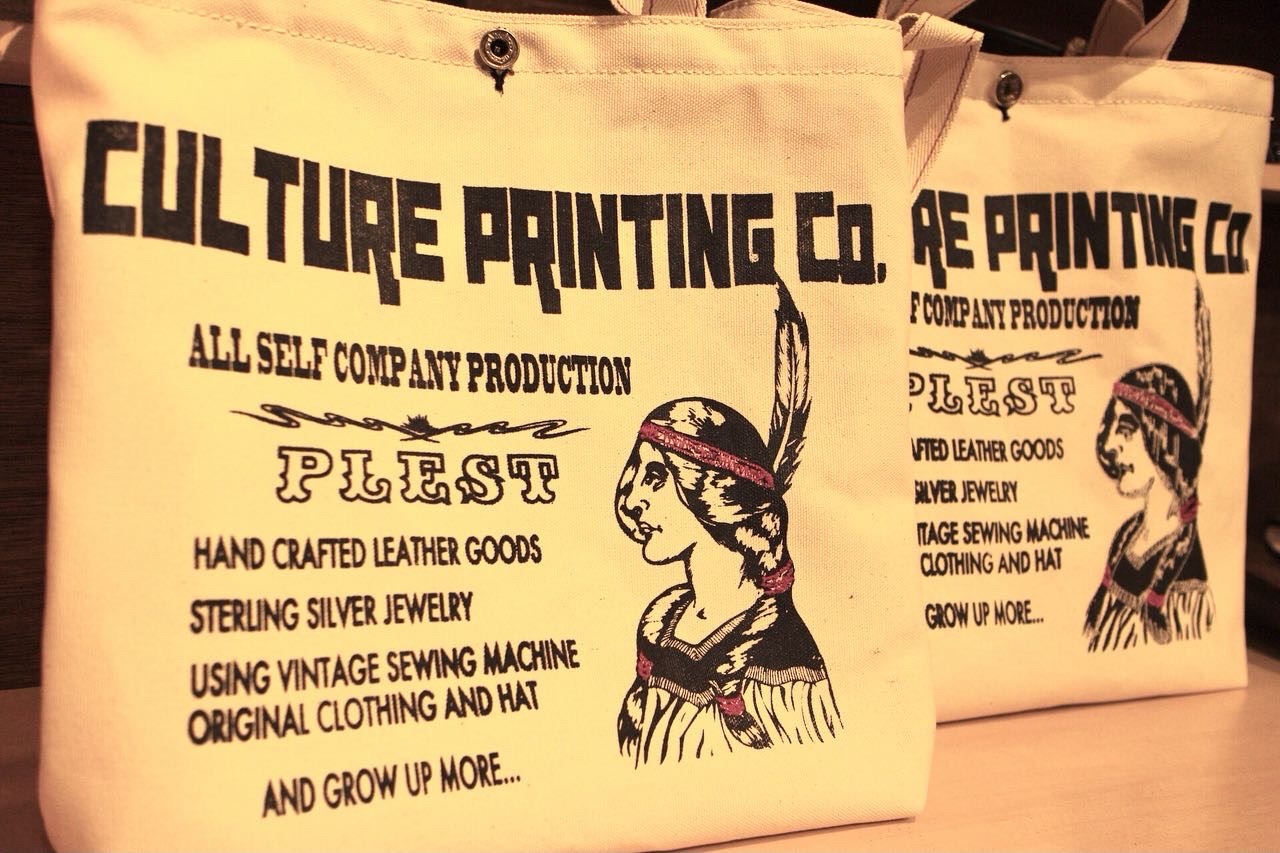 CULTURE PRINTING CO.
ALL SELF COMPANY PRODUCTION
PLEST
HAND CRAFTED LEATHER GOODS
STERLING SILVER JEWELRY
USING VINTAGE SEWING MACHINE
ORIGINAL CLOTHING AND HAT
AND GROW UP MORE...
RE PRINTING CO.
F COMPANY PRODUCTION
PLEST
AFTED LEATHER GOODS
SILVER JEWELRY
TAGE SEWING MACHINE
CLOTHING AND HAT
GROW UP MORE...